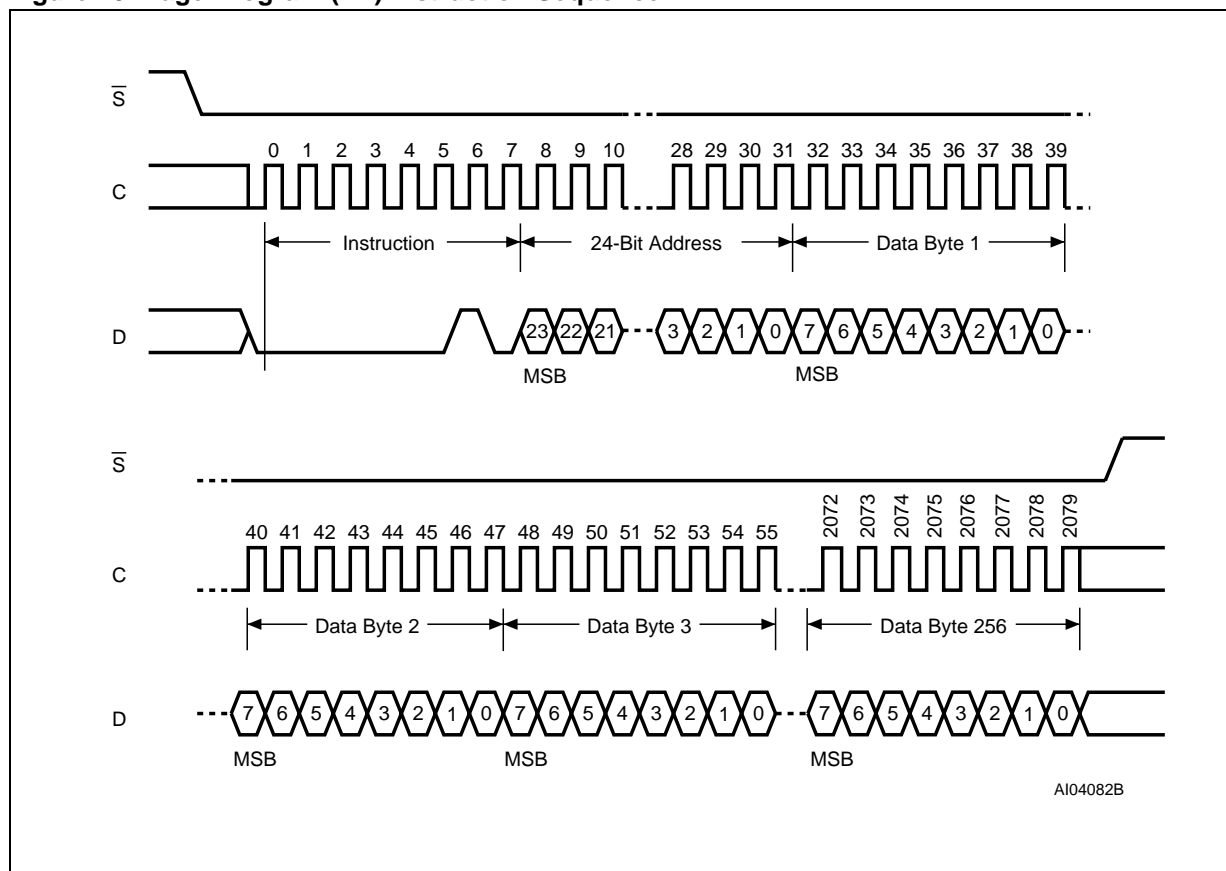 S
0 1 2 3 4 5 6 7 8 9 10 28 29 30 31 32 33 34 35 36 37 38 39
C
Instruction 24-Bit Address Data Byte 1
D 23 22 21 3 2 1 0 7 6 5 4 3 2 1 0
MSB MSB
S
40 41 42 43 44 45 46 47 48 49 50 51 52 53 54 55 2072 2073 2074 2075 2076 2077 2078 2079
C
Data Byte 2 Data Byte 3 Data Byte 256
D 7 6 5 4 3 2 1 0 7 6 5 4 3 2 1 0 7 6 5 4 3 2 1 0
MSB MSB MSB
AI04082B